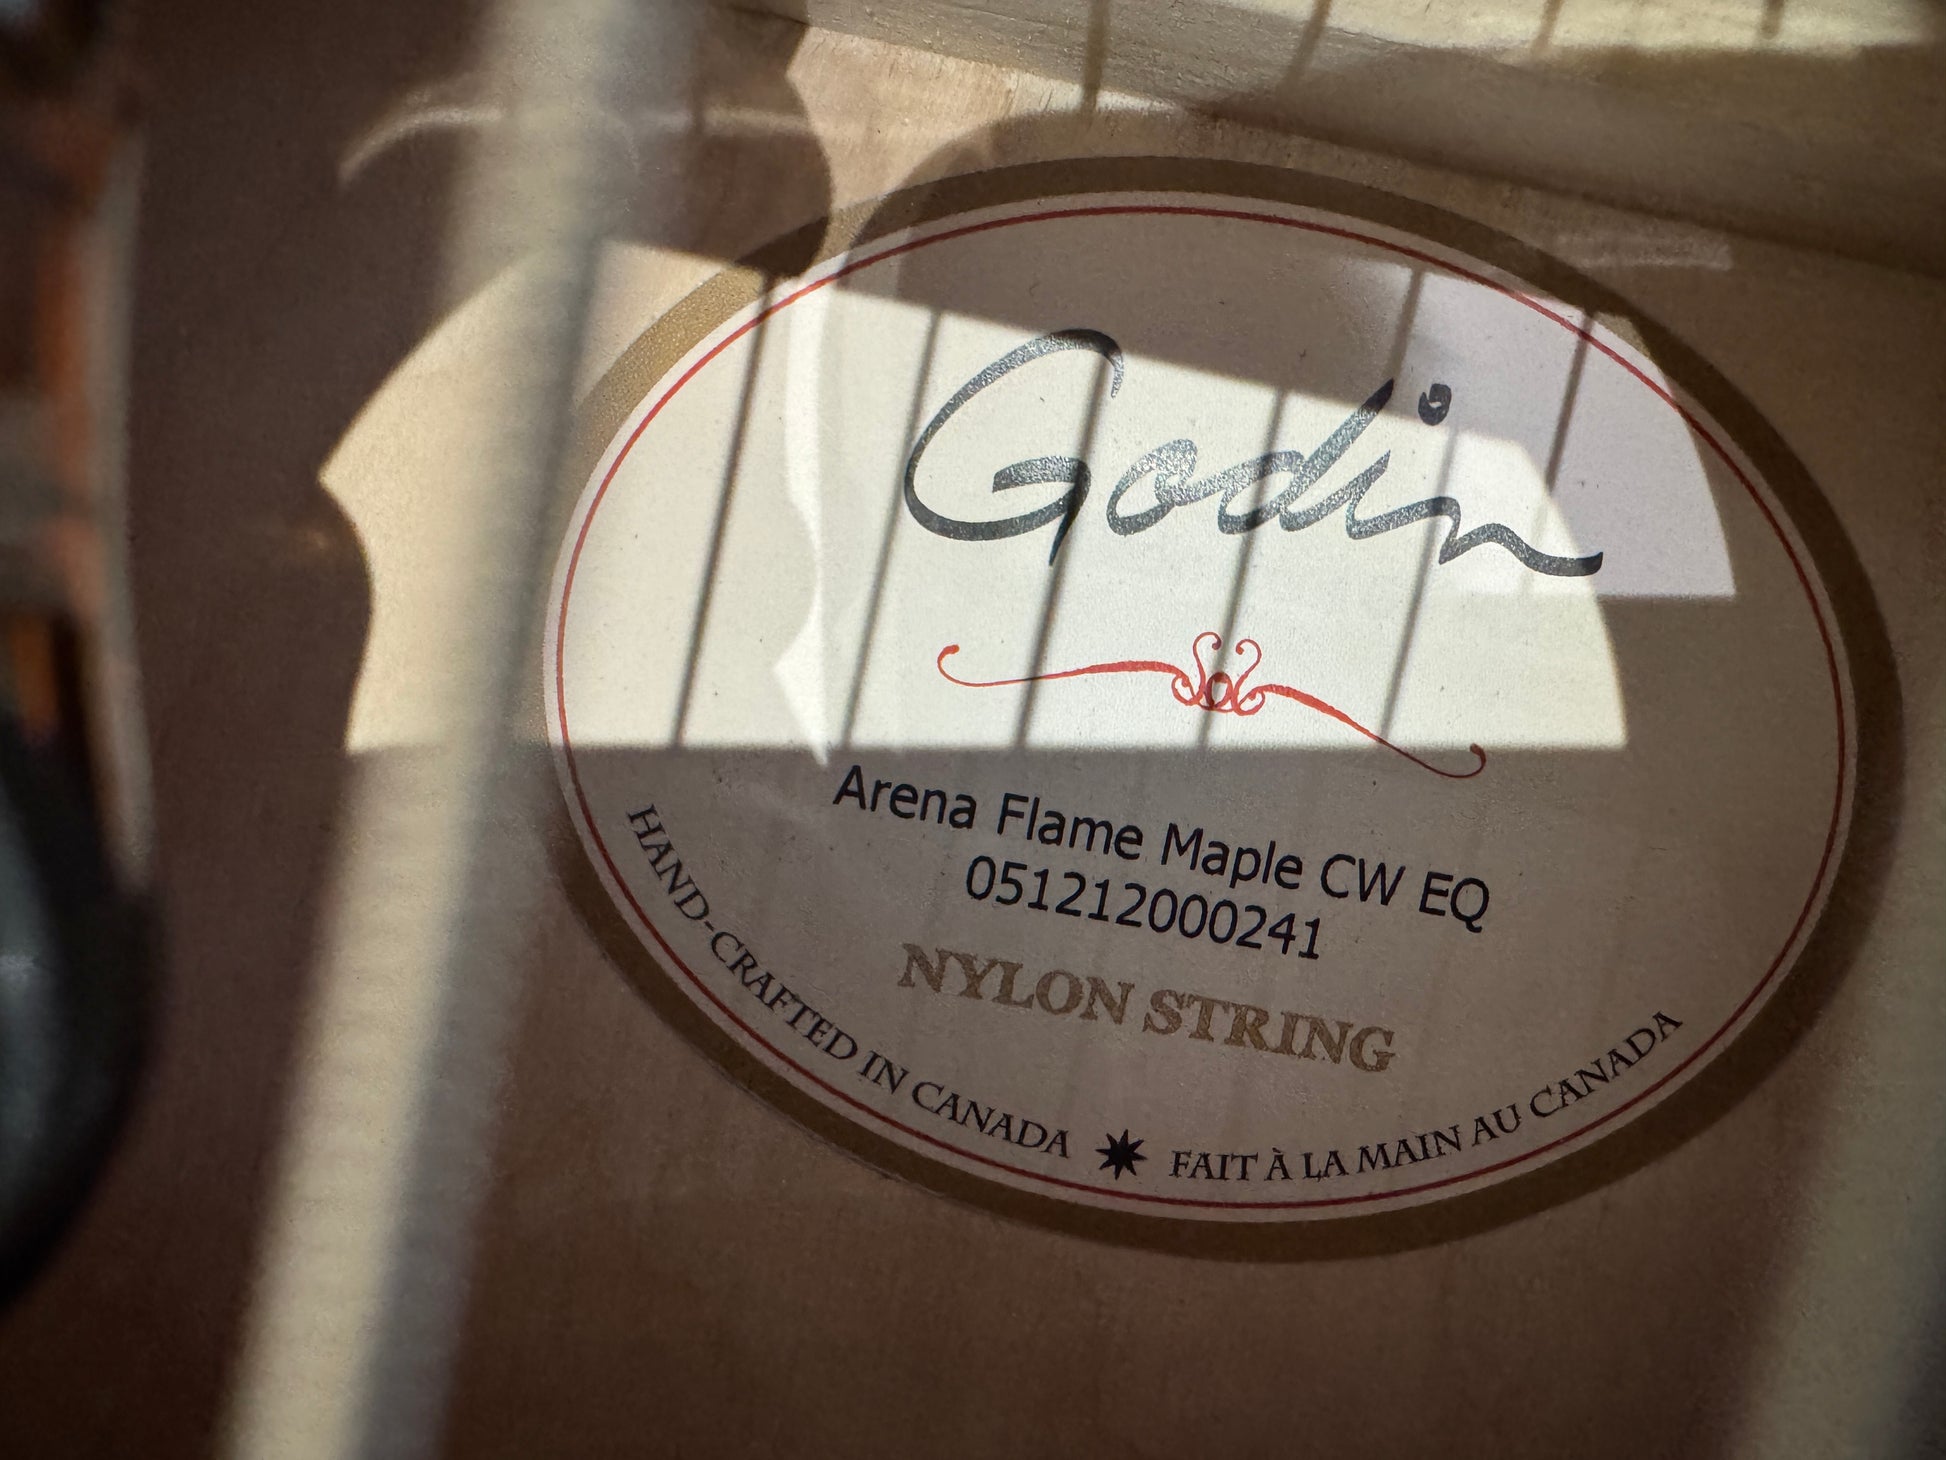 Godin
Arena Flame Maple CW EQ
051212000241
NYLON STRING
HAND-CRAFTED IN CANADA ✷ FAIT À LA MAIN AU CANADA